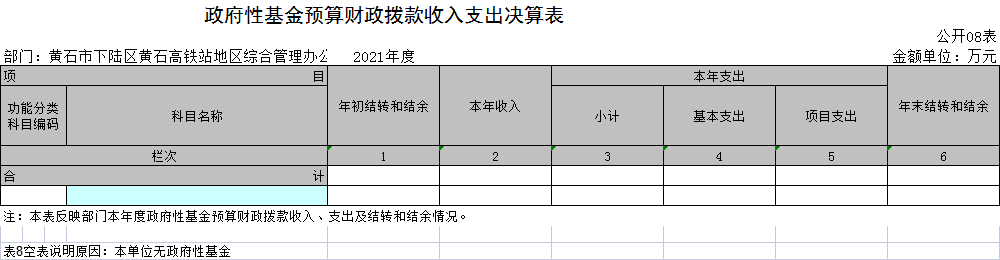 政府性基金预算财政拨款收入支出决算表
公开08表
部门：黄石市下陆区黄石高铁站地区综合管理办公 2021年度 金额单位：万元
项 目 年初结转和结余 本年收入 本年支出 年末结转和结余
功能分类科目编码 科目名称 小计 基本支出 项目支出
栏次 1 2 3 4 5 6
合 计
注：本表反映部门本年度政府性基金预算财政拨款收入、支出及结转和结余情况。
表8空表说明原因：本单位无政府性基金